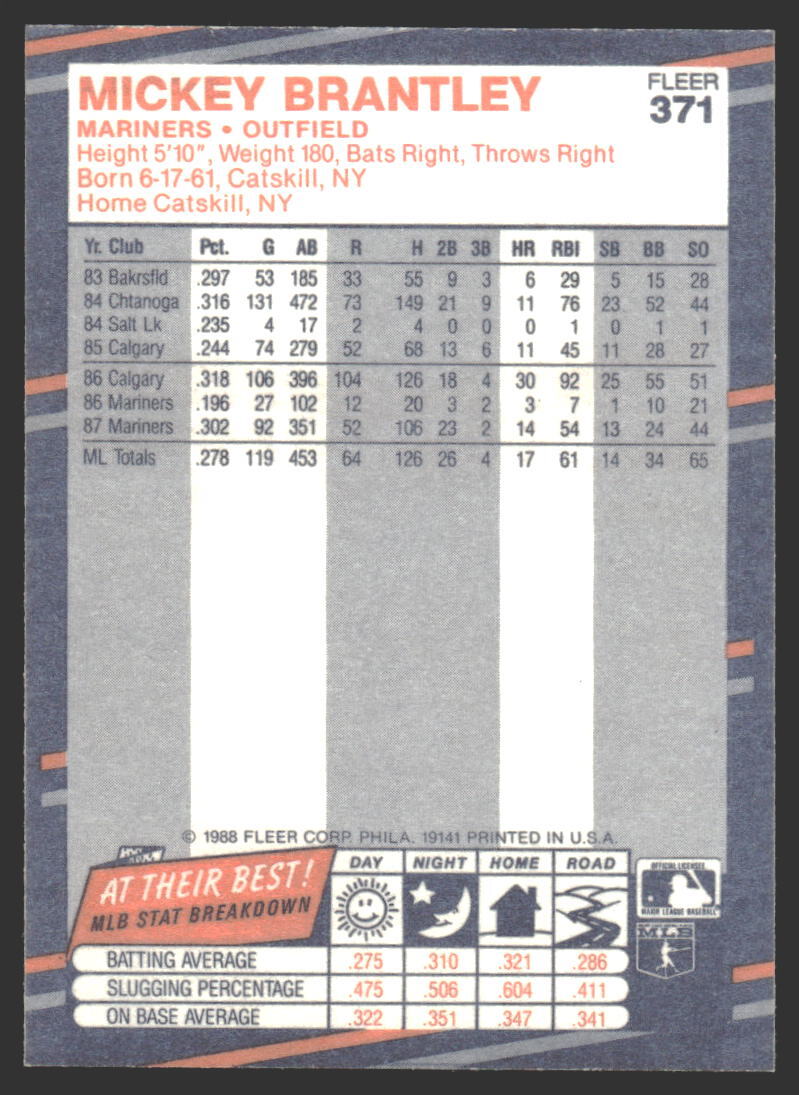 MICKEY BRANTLEY
FLEER
371
MARINERS • OUTFIELD
Height 5'10", Weight 180, Bats Right, Throws Right
Born 6-17-61, Catskill, NY
Home Catskill, NY
Yr. Club Pct. G AB R H 2B 3B HR RBI SB BB SO
83 Bakrsfld .297 53 185 33 55 9 3 6 29 5 15 28
84 Chtanoga .316 131 472 73 149 21 9 11 76 23 52 44
84 Salt Lk .235 4 17 2 4 0 0 0 1 0 1 1
85 Calgary .244 74 279 52 68 13 6 11 45 11 28 27
86 Calgary .318 106 396 104 126 18 4 30 92 25 55 51
86 Mariners .196 27 102 12 20 3 2 3 7 1 10 21
87 Mariners .302 92 351 52 106 23 2 14 54 13 24 44
ML Totals .278 119 453 64 126 26 4 17 61 14 34 65
© 1988 FLEER CORP. PHILA. 19141 PRINTED IN U.S.A.
AT THEIR BEST!
MLB STAT BREAKDOWN
DAY NIGHT HOME ROAD
BATTING AVERAGE .275 .310 .321 .286
SLUGGING PERCENTAGE .475 .506 .604 .411
ON BASE AVERAGE .322 .351 .347 .341
OFFICIAL LICENSEE
MAJOR LEAGUE BASEBALL
MLS